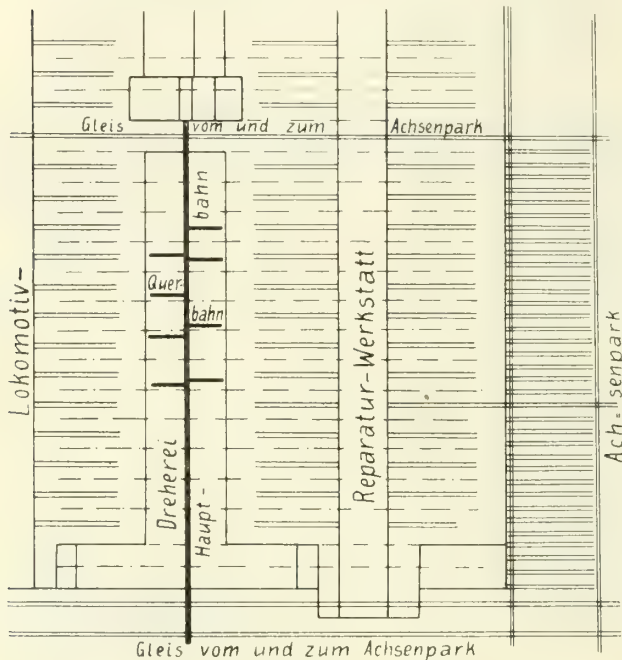 Gleis vom und zum Achsenpark
bahn
Quer-
bahn
Lokomotiv-
Reparatur-Werkstatt
Dreherei
Haupt-
Ach-senpark
Gleis vom und zum Achsenpark